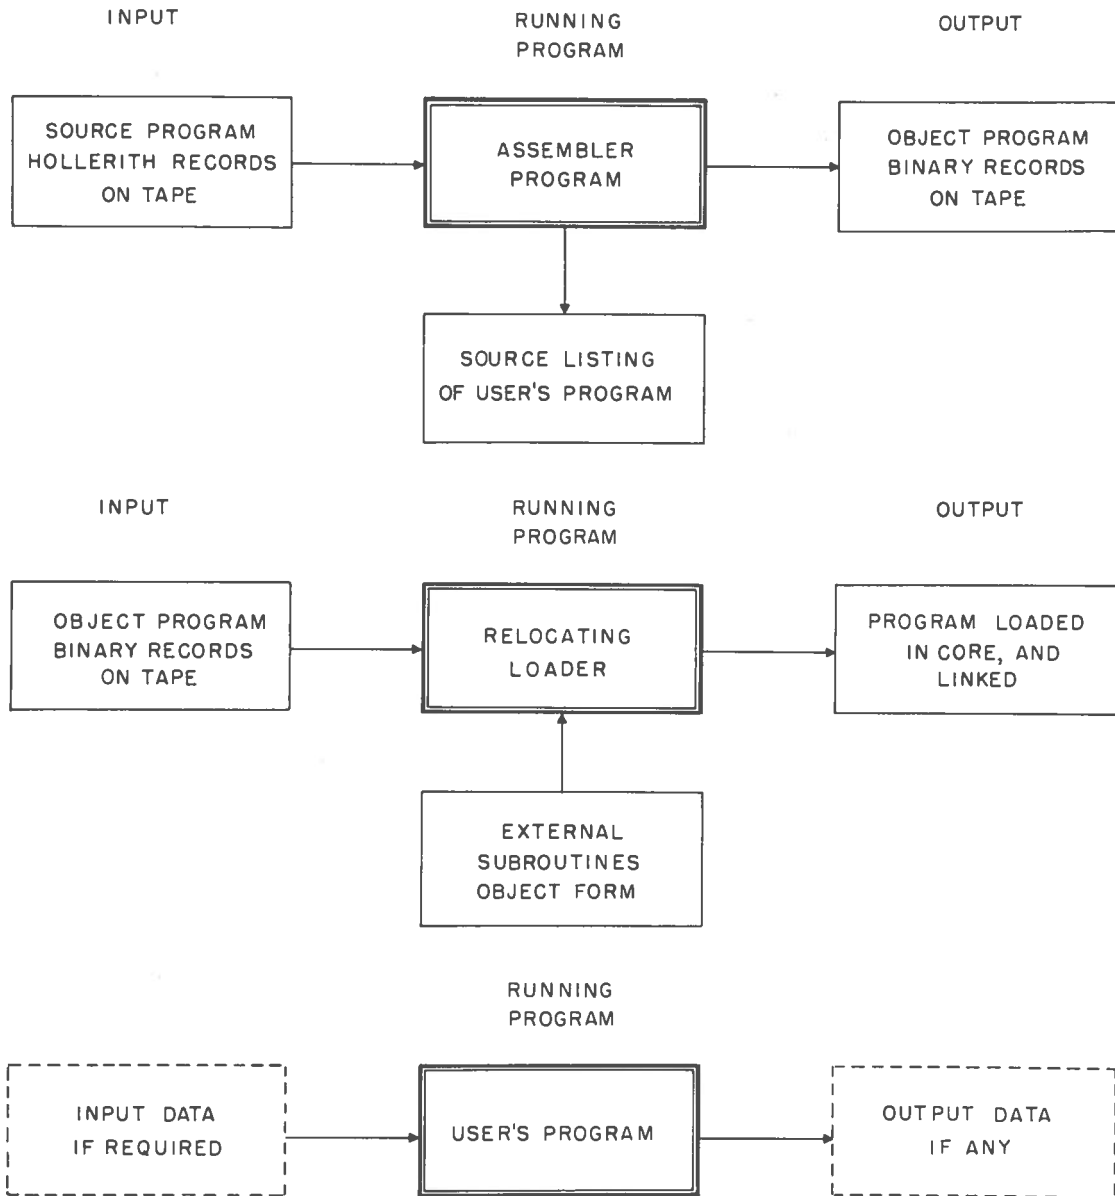 INPUT
RUNNING
PROGRAM
OUTPUT
SOURCE PROGRAM
HOLLERITH RECORDS
ON TAPE
ASSEMBLER
PROGRAM
OBJECT PROGRAM
BINARY RECORDS
ON TAPE
SOURCE LISTING
OF USER'S PROGRAM
INPUT
RUNNING
PROGRAM
OUTPUT
OBJECT PROGRAM
BINARY RECORDS
ON TAPE
RELOCATING
LOADER
PROGRAM LOADED
IN CORE, AND
LINKED
EXTERNAL
SUBROUTINES
OBJECT FORM
RUNNING
PROGRAM
INPUT DATA
IF REQUIRED
USER'S PROGRAM
OUTPUT DATA
IF ANY